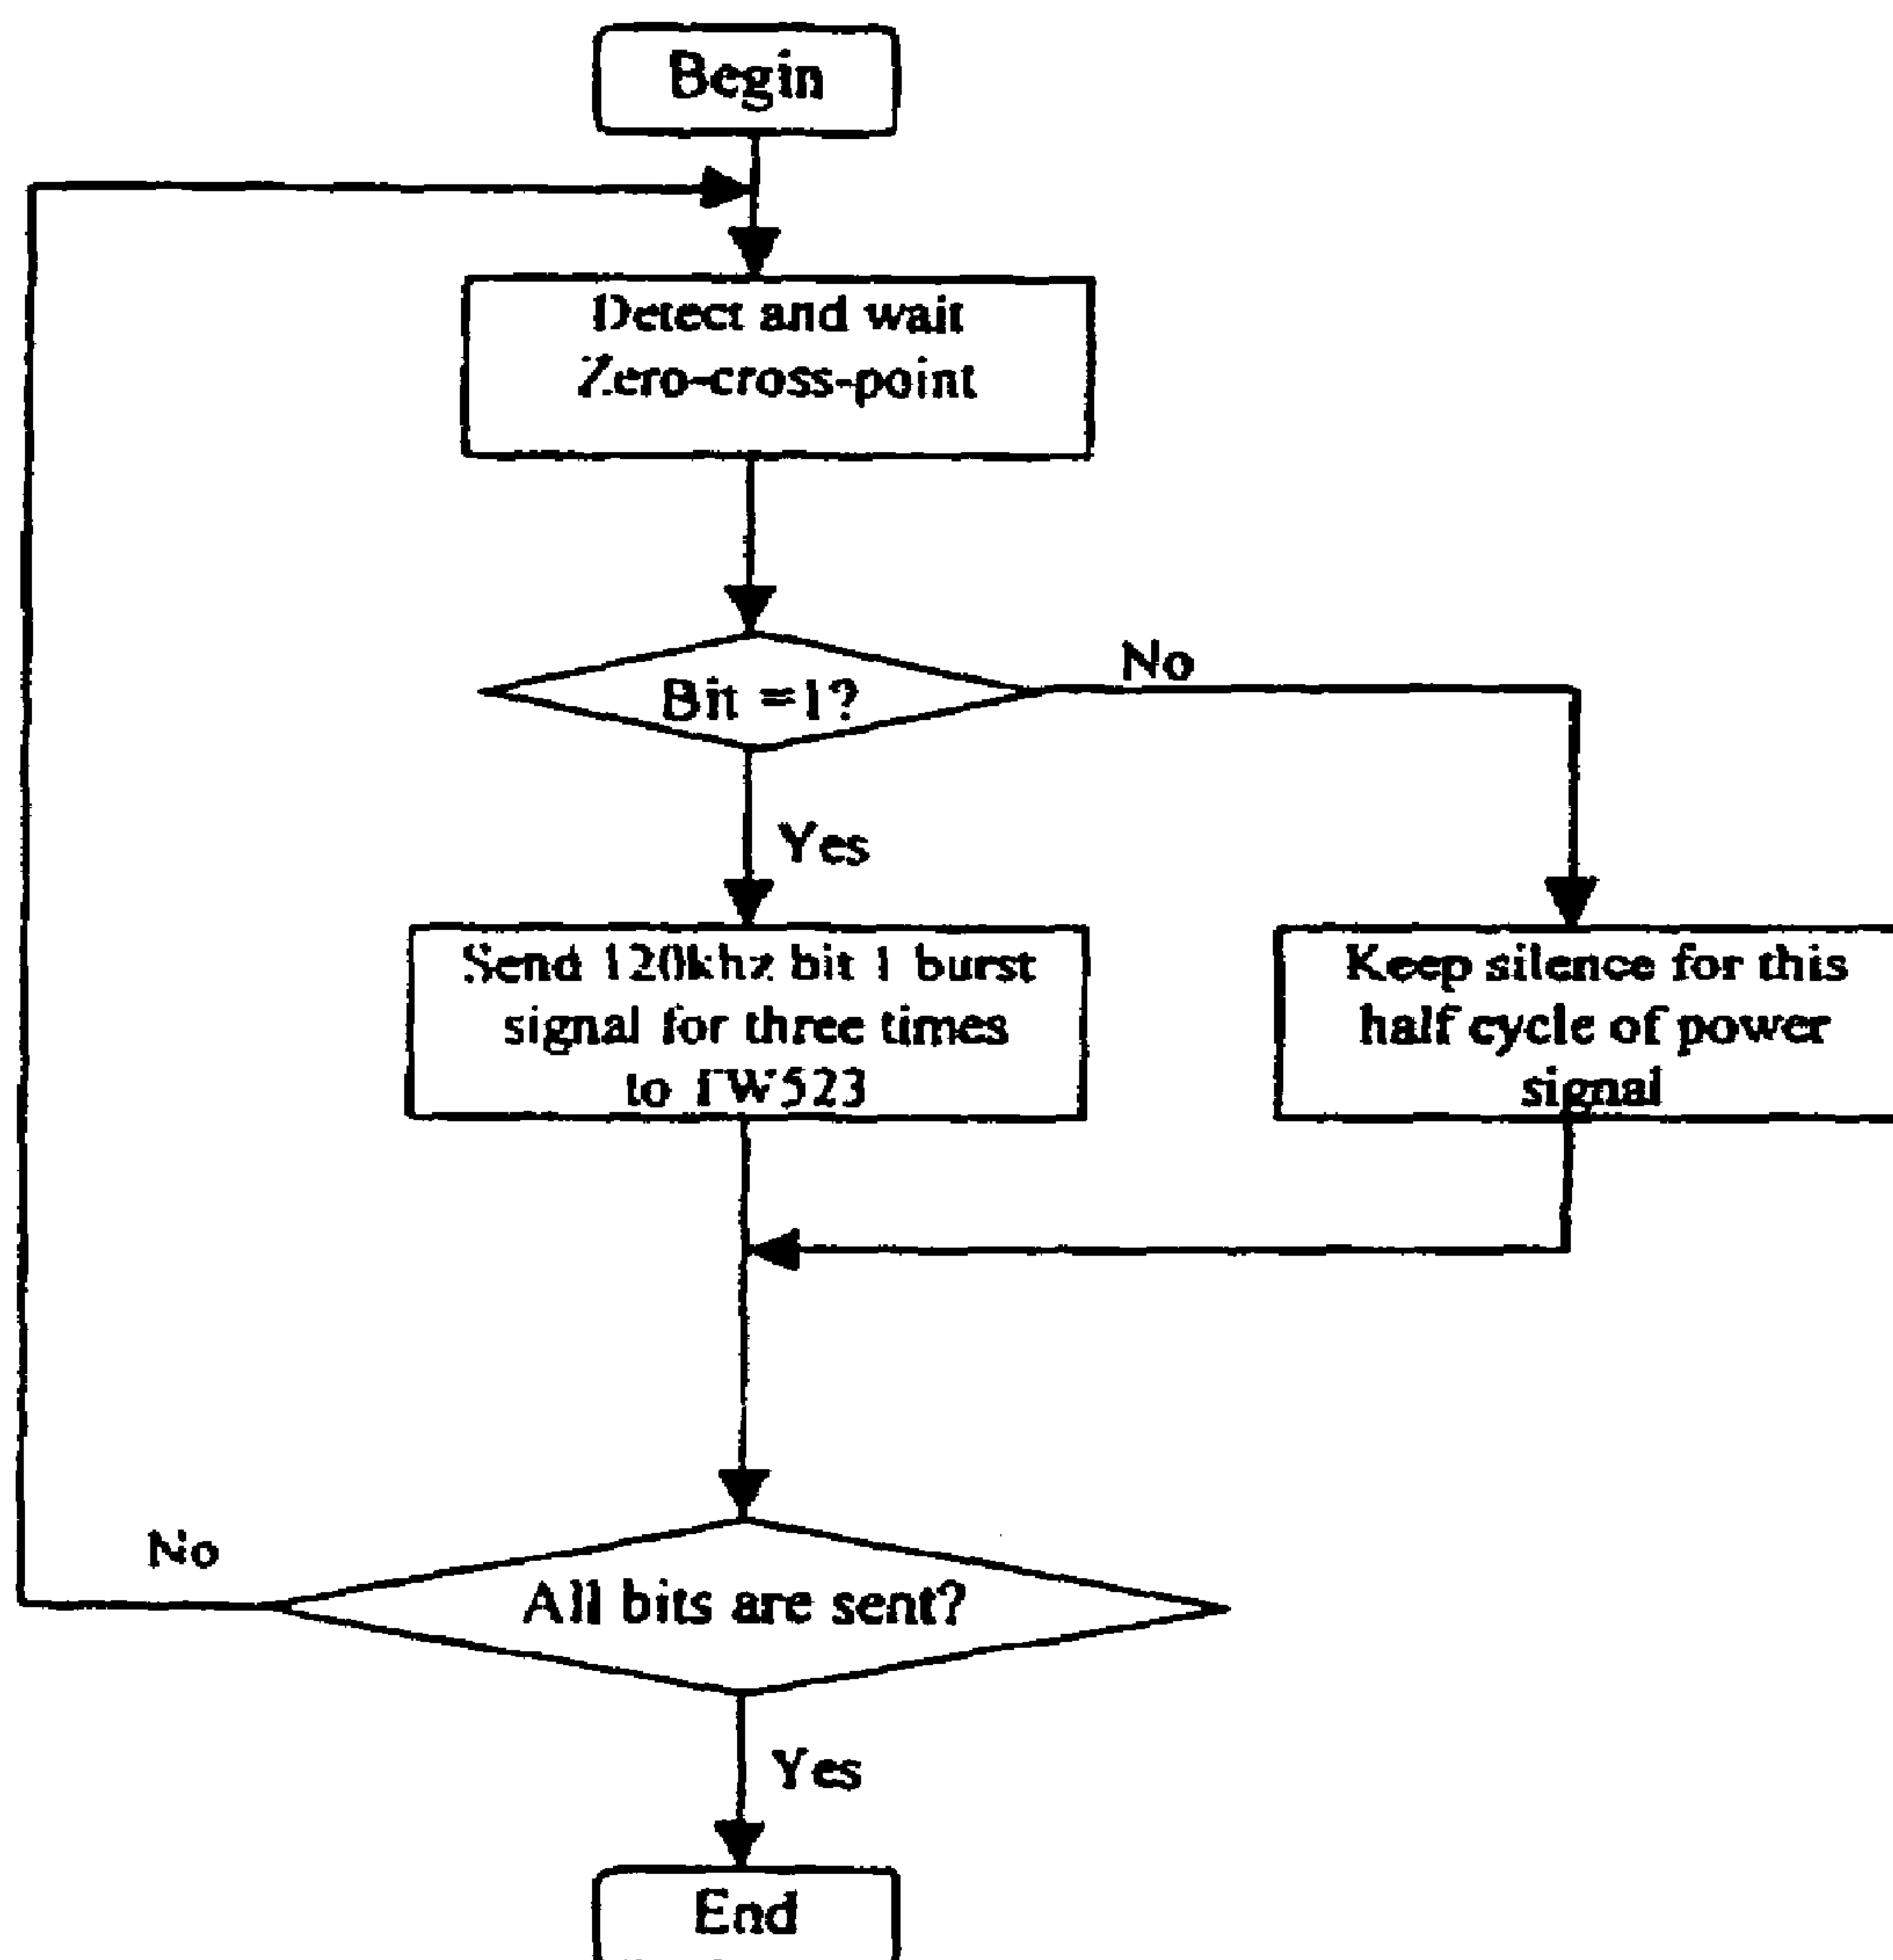 Begin
Detect and wait
Zero-cross-point
Bit =1?
No
Yes
Send 120khz bit 1 burst
signal for three times
to TW523
Keep silence for this
half cycle of power
signal
No
All bits are sent?
Yes
End